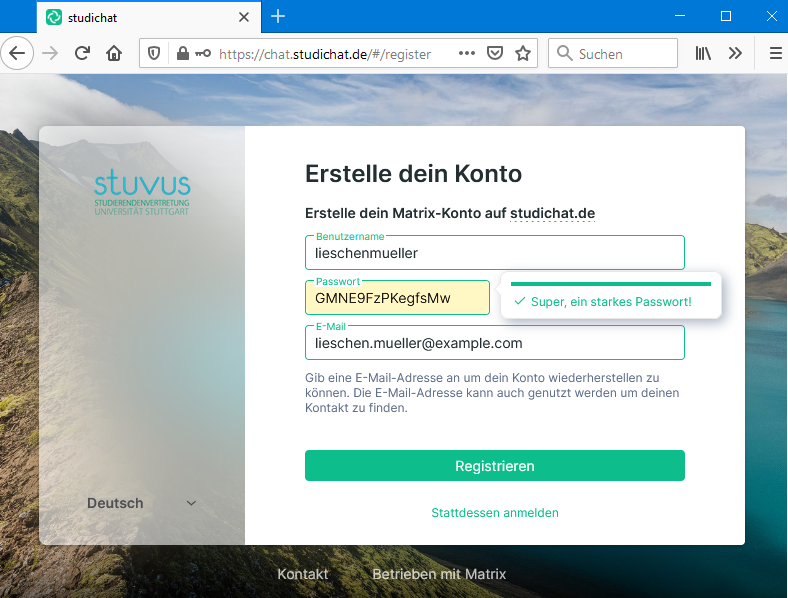 studichat
https://chat.studichat.de/#/register
Suchen
stuvus
STUDIERENDENVERTRETUNG
UNIVERSITÄT STUTTGART
Deutsch
Erstelle dein Konto
Erstelle dein Matrix-Konto auf studichat.de
Benutzername
lieschenmueller
Passwort
GMNE9FzPKegfsMw
Super, ein starkes Passwort!
E-Mail
lieschen.mueller@example.com
Gib eine E-Mail-Adresse an um dein Konto wiederherstellen zu
können. Die E-Mail-Adresse kann auch genutzt werden um deinen
Kontakt zu finden.
Registrieren
Stattdessen anmelden
Kontakt
Betrieben mit Matrix